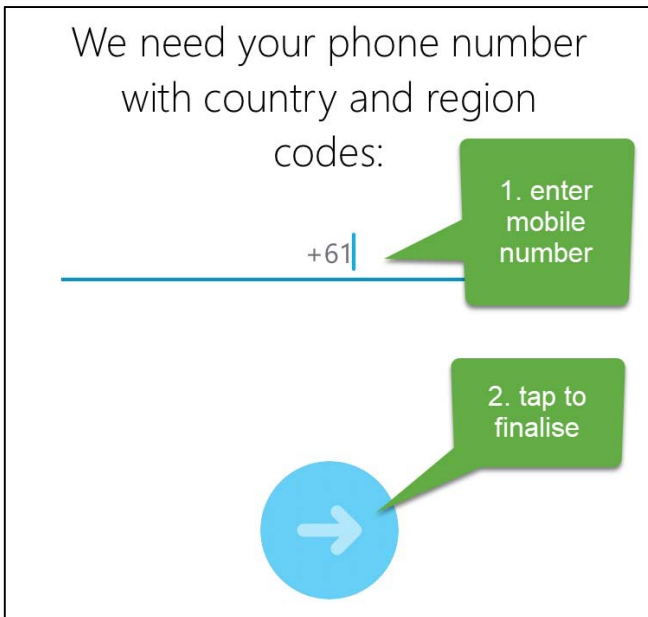 We need your phone number
with country and region
codes:
1. enter
mobile
number
+61
2. tap to
finalise